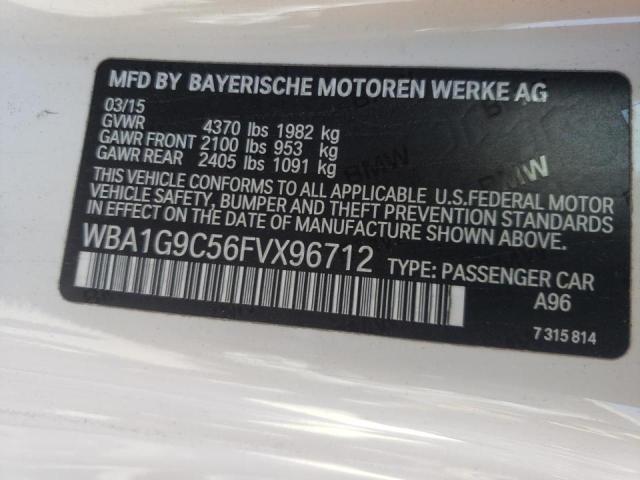 MFD BY BAYERISCHE MOTOREN WERKE AG
03/15
GVWR 4370 lbs 1982 kg
GAWR FRONT 2100 lbs 953 kg
GAWR REAR 2405 lbs 1091 kg
THIS VEHICLE CONFORMS TO ALL APPLICABLE U.S.FEDERAL MOTOR
VEHICLE SAFETY, BUMPER AND THEFT PREVENTION STANDARDS
IN EFFECT ON THE DATE OF MANUFACTURE SHOWN ABOVE.
WBA1G9C56FVX96712 TYPE: PASSENGER CAR
A96
7 315 814
BMW
BMW